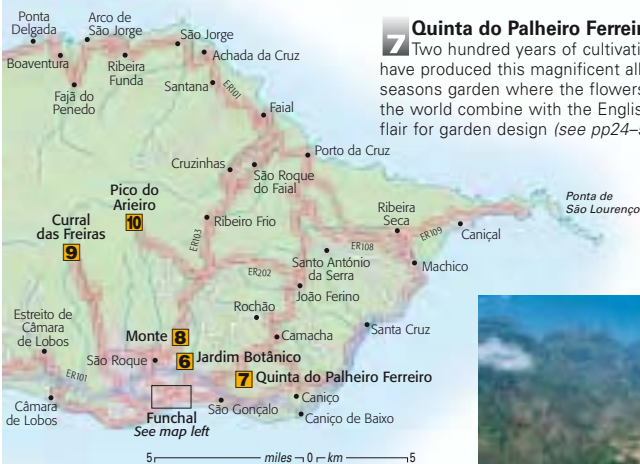 Ponta
Delgada
Arco de
São Jorge
São Jorge
Boaventura
Ribeira
Funda
Achada da Cruz
Fajã do
Penedo
Santana
ER101
Faial
Porto da Cruz
Cruzinhas
São Roque
do Faial
Pico do
Arieiro
10
Curral
das Freiras
9
Ribeiro Frio
ER103
Ribeira
Seca
ER109
Caniçal
Ponta de
São Lourenço
ER108
Machico
Santo António
da Serra
ER202
João Ferino
Rochão
Estreito de
Câmara
de Lobos
Monte 8
Camacha
Santa Cruz
São Roque
6 Jardim Botânico
ER101
7 Quinta do Palheiro Ferreiro
Câmara
de Lobos
Funchal
See map left
São Gonçalo
Caniço
Caniço de Baixo
5 miles 0 km 5
7 Quinta do Palheiro Ferrei
Two hundred years of cultivati
have produced this magnificent all
seasons garden where the flowers
the world combine with the English
flair for garden design (see pp24–